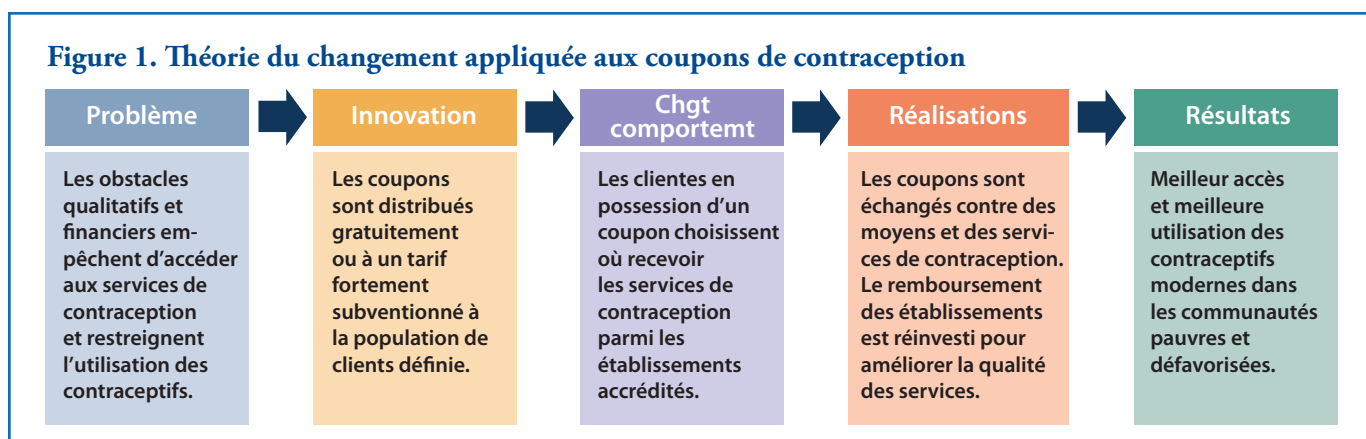 Figure 1. Théorie du changement appliquée aux coupons de contraception
Problème
Les obstacles
qualitatifs et
financiers em-
pêchent d’accéder
aux services de
contraception
et restreignent
l’utilisation des
contraceptifs.
Innovation
Les coupons
sont distribués
gratuitement
ou à un tarif
fortement
subventionné à
la population de
clients définie.
Chgt
comportemt
Les clientes en
possession d’un
coupon choisissent
où recevoir
les services de
contraception
parmi les
établissements
accrédités.
Réalisations
Les coupons sont
échangés contre des
moyens et des servi-
ces de contraception.
Le remboursement
des établissements
est réinvesti pour
améliorer la qualité
des services.
Résultats
Meilleur accès
et meilleure
utilisation des
contraceptifs
modernes dans
les communautés
pauvres et
défavorisées.